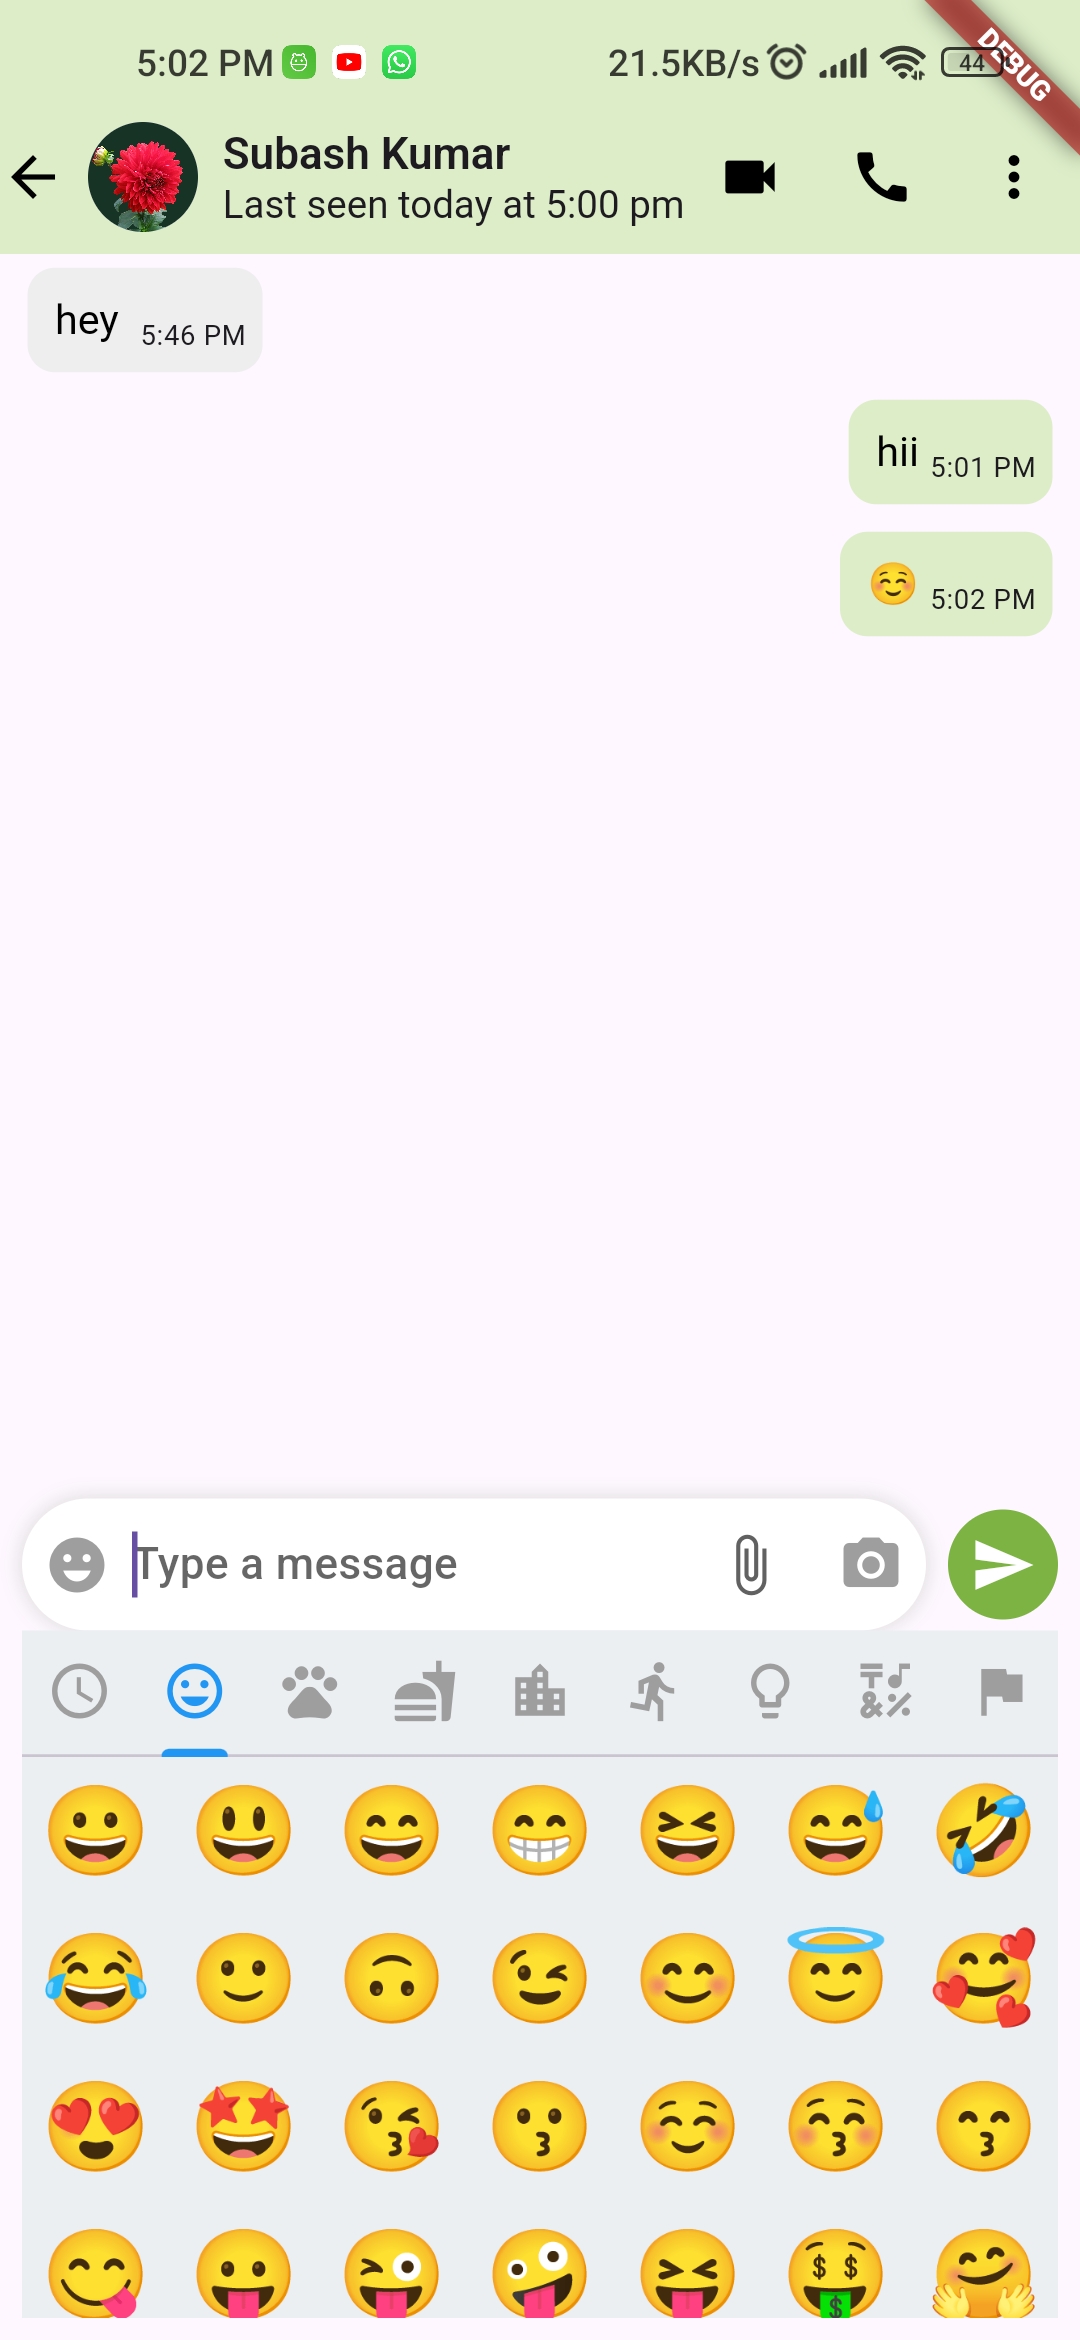 5:02 PM 21.5KB/s 44
DEBUG
Subash Kumar
Last seen today at 5:00 pm
hey 5:46 PM
hii 5:01 PM
☺️ 5:02 PM
Type a message